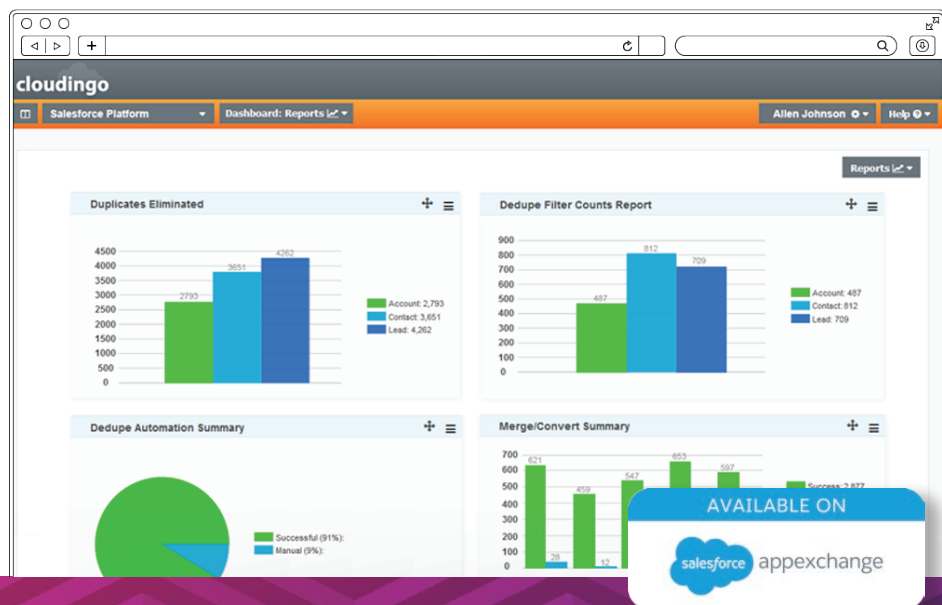 cloudingo
Salesforce Platform
Dashboard: Reports
Allen Johnson
Help
Reports
Duplicates Eliminated
4500
4000
3500
3000
2500
2000
1500
1000
500
0
2793
3651
4262
Account: 2,793
Contact: 3,651
Lead: 4,262
Dedupe Filter Counts Report
900
800
700
600
500
400
300
200
100
0
487
812
709
Account: 487
Contact: 812
Lead: 709
Dedupe Automation Summary
Successful (91%):
Manual (9%):
Merge/Convert Summary
700
600
500
400
300
200
100
0
621
459
547
653
597
28
12
Success: 2,877
AVAILABLE ON
salesforce appexchange